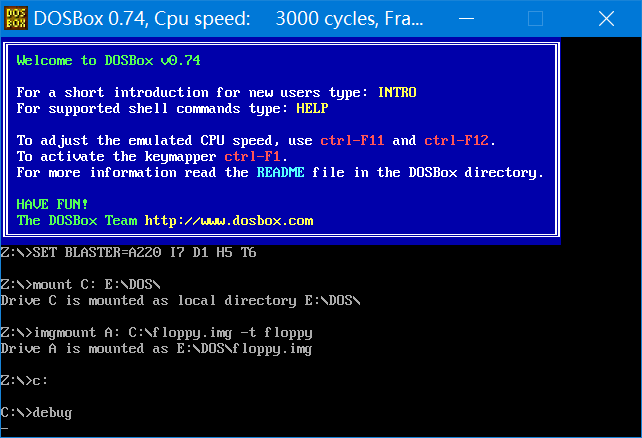 DOSBox 0.74, Cpu speed: 3000 cycles, Fra...
Welcome to DOSBox v0.74
For a short introduction for new users type: INTRO
For supported shell commands type: HELP
To adjust the emulated CPU speed, use ctrl-F11 and ctrl-F12.
To activate the keymapper ctrl-F1.
For more information read the README file in the DOSBox directory.
HAVE FUN!
The DOSBox Team http://www.dosbox.com
Z:\>SET BLASTER=A220 I7 D1 H5 T6
Z:\>mount C: E:\DOS\
Drive C is mounted as local directory E:\DOS\
Z:\>imgmount A: C:\floppy.img -t floppy
Drive A is mounted as E:\DOS\floppy.img
Z:\>c:
C:\>debug
-